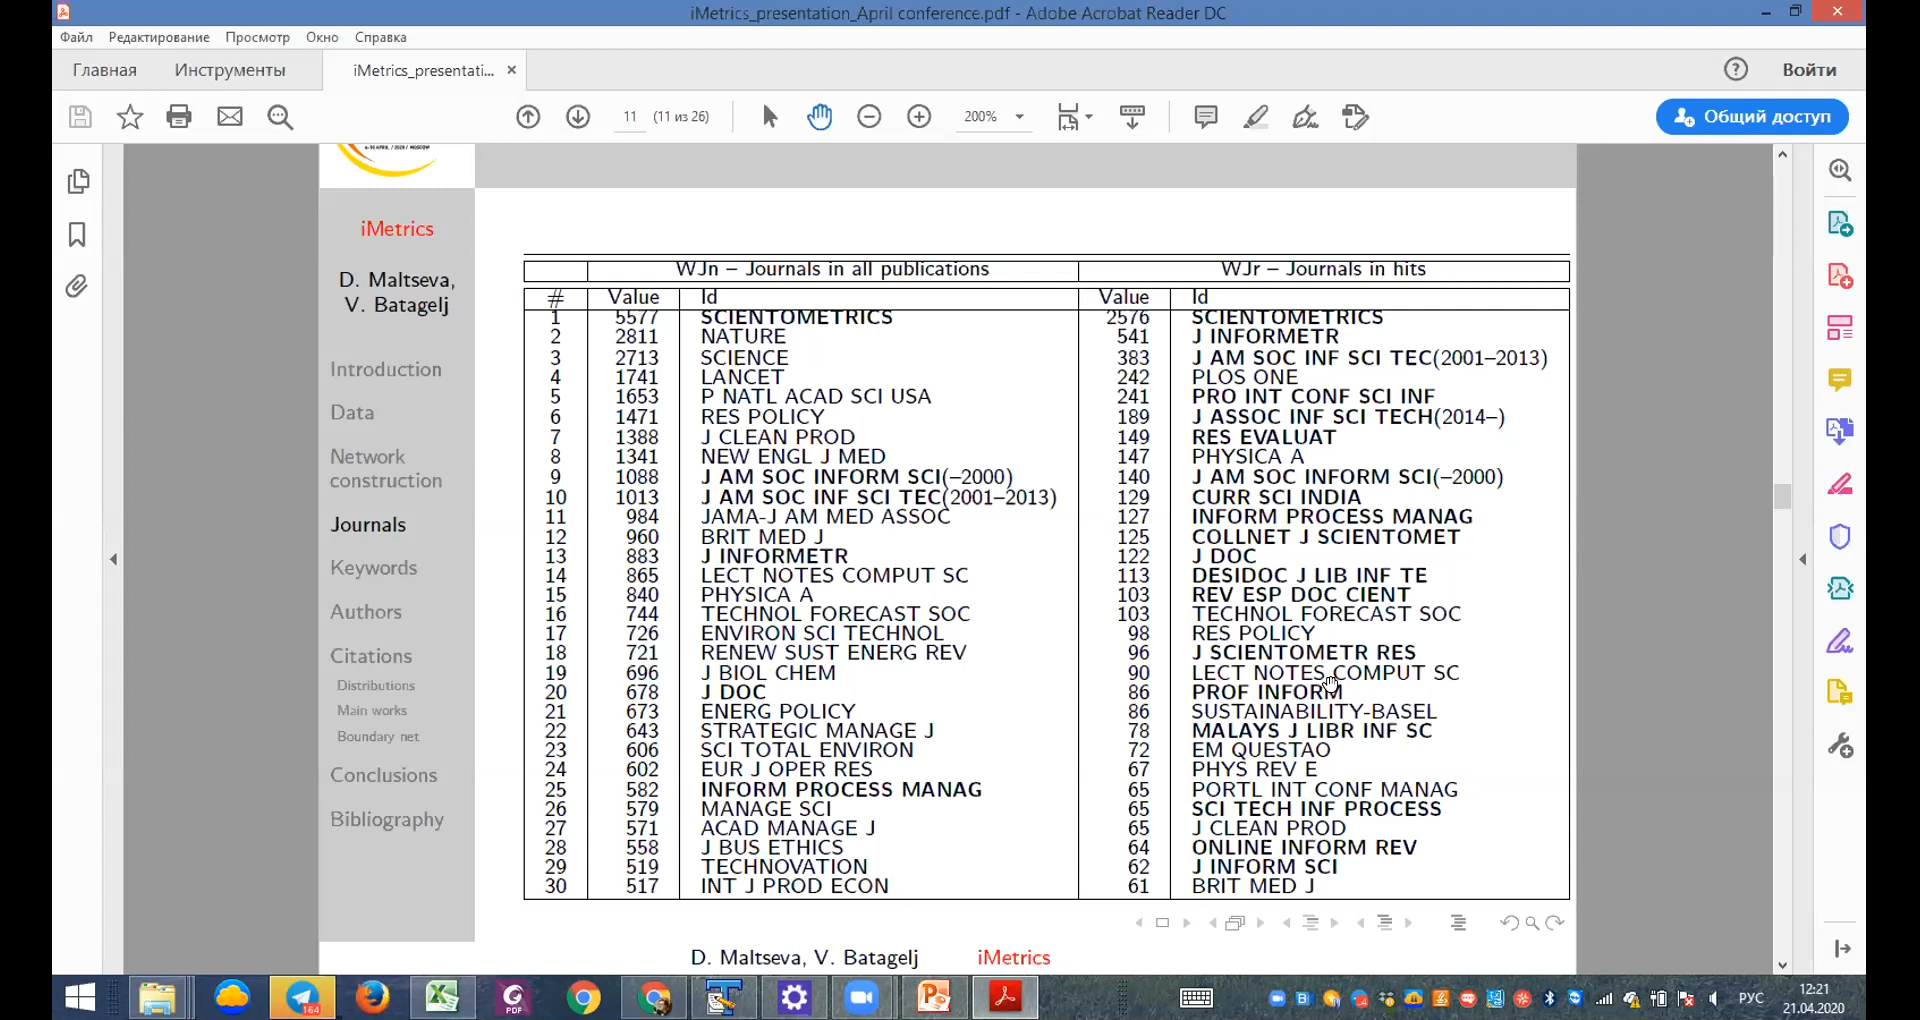 iMetrics_presentation_April conference.pdf - Adobe Acrobat Reader DC
Файл Редактирование Просмотр Окно Справка
Главная Инструменты iMetrics_presentati... × Войти
11 (11 из 26) 200% Общий доступ
6-10 APRIL / 2020 / MOSCOW
iMetrics
D. Maltseva,
V. Batagelj
Introduction
Data
Network
construction
Journals
Keywords
Authors
Citations
Distributions
Main works
Boundary net
Conclusions
Bibliography
WJn – Journals in all publications WJr – Journals in hits
# Value Id Value Id
1 5577 SCIENTOMETRICS 2576 SCIENTOMETRICS
2 2811 NATURE 541 J INFORMETR
3 2713 SCIENCE 383 J AM SOC INF SCI TEC(2001–2013)
4 1741 LANCET 242 PLOS ONE
5 1653 P NATL ACAD SCI USA 241 PRO INT CONF SCI INF
6 1471 RES POLICY 189 J ASSOC INF SCI TECH(2014–)
7 1388 J CLEAN PROD 149 RES EVALUAT
8 1341 NEW ENGL J MED 147 PHYSICA A
9 1088 J AM SOC INFORM SCI(–2000) 140 J AM SOC INFORM SCI(–2000)
10 1013 J AM SOC INF SCI TEC(2001–2013) 129 CURR SCI INDIA
11 984 JAMA-J AM MED ASSOC 127 INFORM PROCESS MANAG
12 960 BRIT MED J 125 COLLNET J SCIENTOMET
13 883 J INFORMETR 122 J DOC
14 865 LECT NOTES COMPUT SC 113 DESIDOC J LIB INF TE
15 840 PHYSICA A 103 REV ESP DOC CIENT
16 744 TECHNOL FORECAST SOC 103 TECHNOL FORECAST SOC
17 726 ENVIRON SCI TECHNOL 98 RES POLICY
18 721 RENEW SUST ENERG REV 96 J SCIENTOMETR RES
19 696 J BIOL CHEM 90 LECT NOTES COMPUT SC
20 678 J DOC 86 PROF INFORM
21 673 ENERG POLICY 86 SUSTAINABILITY-BASEL
22 643 STRATEGIC MANAGE J 78 MALAYS J LIBR INF SC
23 606 SCI TOTAL ENVIRON 72 EM QUESTAO
24 602 EUR J OPER RES 67 PHYS REV E
25 582 INFORM PROCESS MANAG 65 PORTL INT CONF MANAG
26 579 MANAGE SCI 65 SCI TECH INF PROCESS
27 571 ACAD MANAGE J 65 J CLEAN PROD
28 558 J BUS ETHICS 64 ONLINE INFORM REV
29 519 TECHNOVATION 62 J INFORM SCI
30 517 INT J PROD ECON 61 BRIT MED J
D. Maltseva, V. Batagelj iMetrics
164 PDF РУС 12:21
21.04.2020